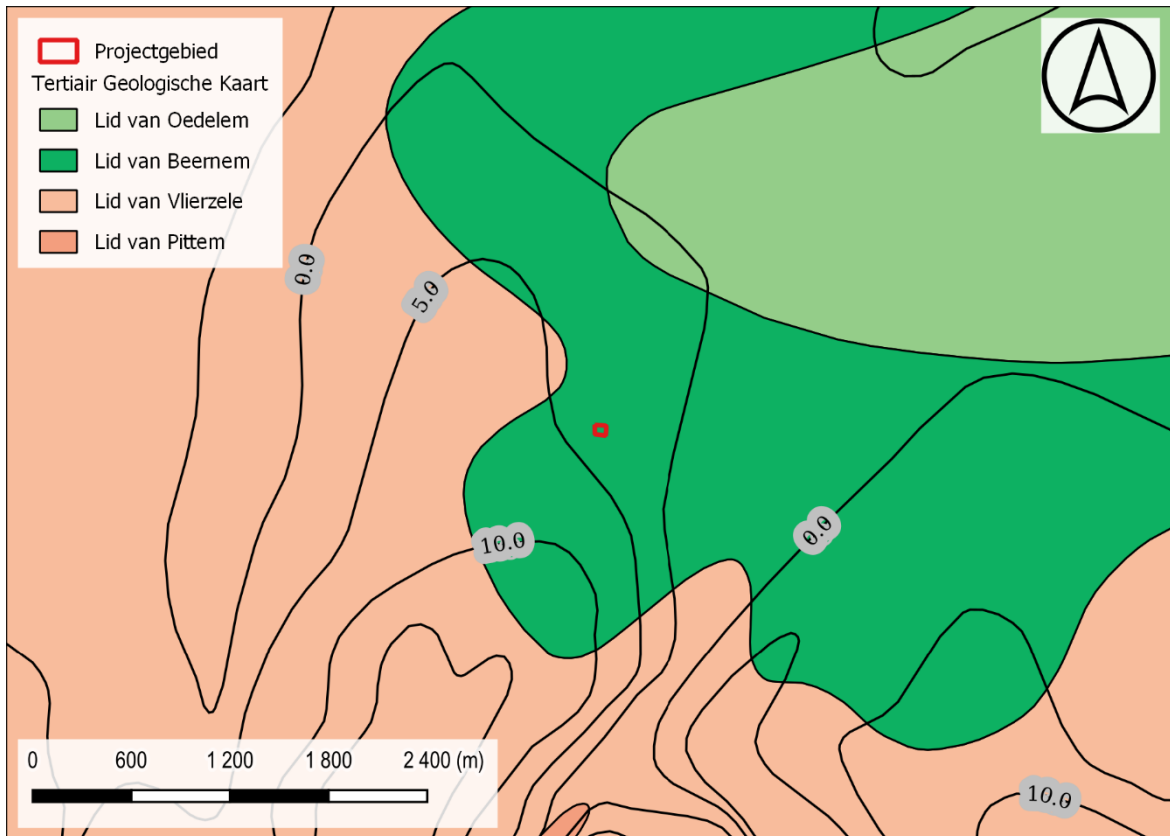 Projectgebied
Tertiair Geologische Kaart
Lid van Oedelem
Lid van Beernem
Lid van Vlierzele
Lid van Pittem
0.0
5.0
10.0
0.0
10.0
0 600 1 200 1 800 2 400 (m)